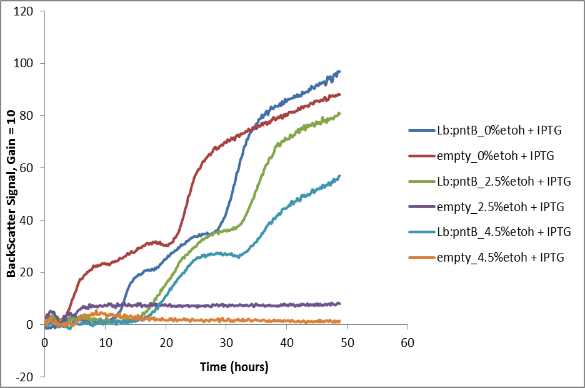 120
100
80
60
40
20
0
-20
BackScatter Signal, Gain = 10
0
10
20
30
40
50
60
Time (hours)
Lb:pntB_0%etoh + IPTG
empty_0%etoh + IPTG
Lb:pntB_2.5%etoh + IPTG
empty_2.5%etoh + IPTG
Lb:pntB_4.5%etoh + IPTG
empty_4.5%etoh + IPTG